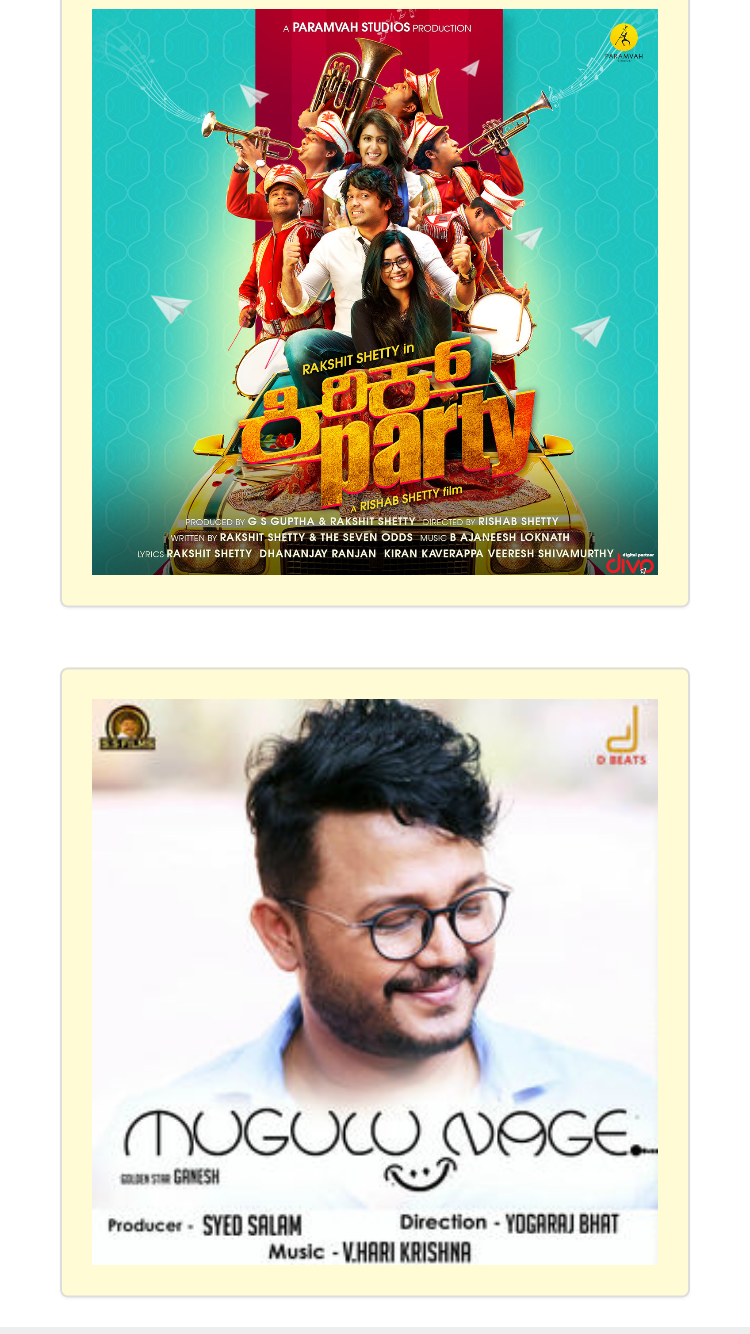 A PARAMVAH STUDIOS PRODUCTION
PARAMVAH
RAKSHIT SHETTY in
ಕಿರಿಕ್
party
A RISHAB SHETTY film
PRODUCED BY G S GUPTHA & RAKSHIT SHETTY DIRECTED BY RISHAB SHETTY
WRITTEN BY RAKSHIT SHETTY & THE SEVEN ODDS MUSIC B AJANEESH LOKNATH
LYRICS RAKSHIT SHETTY DHANANJAY RANJAN KIRAN KAVERAPPA VEERESH SHIVAMURTHY
digital partner
divo
S.S FILMS
D BEATS
MUGULU NAGE
GOLDEN STAR GANESH
Producer - SYED SALAM
Direction - YOGARAJ BHAT
Music - V.HARI KRISHNA